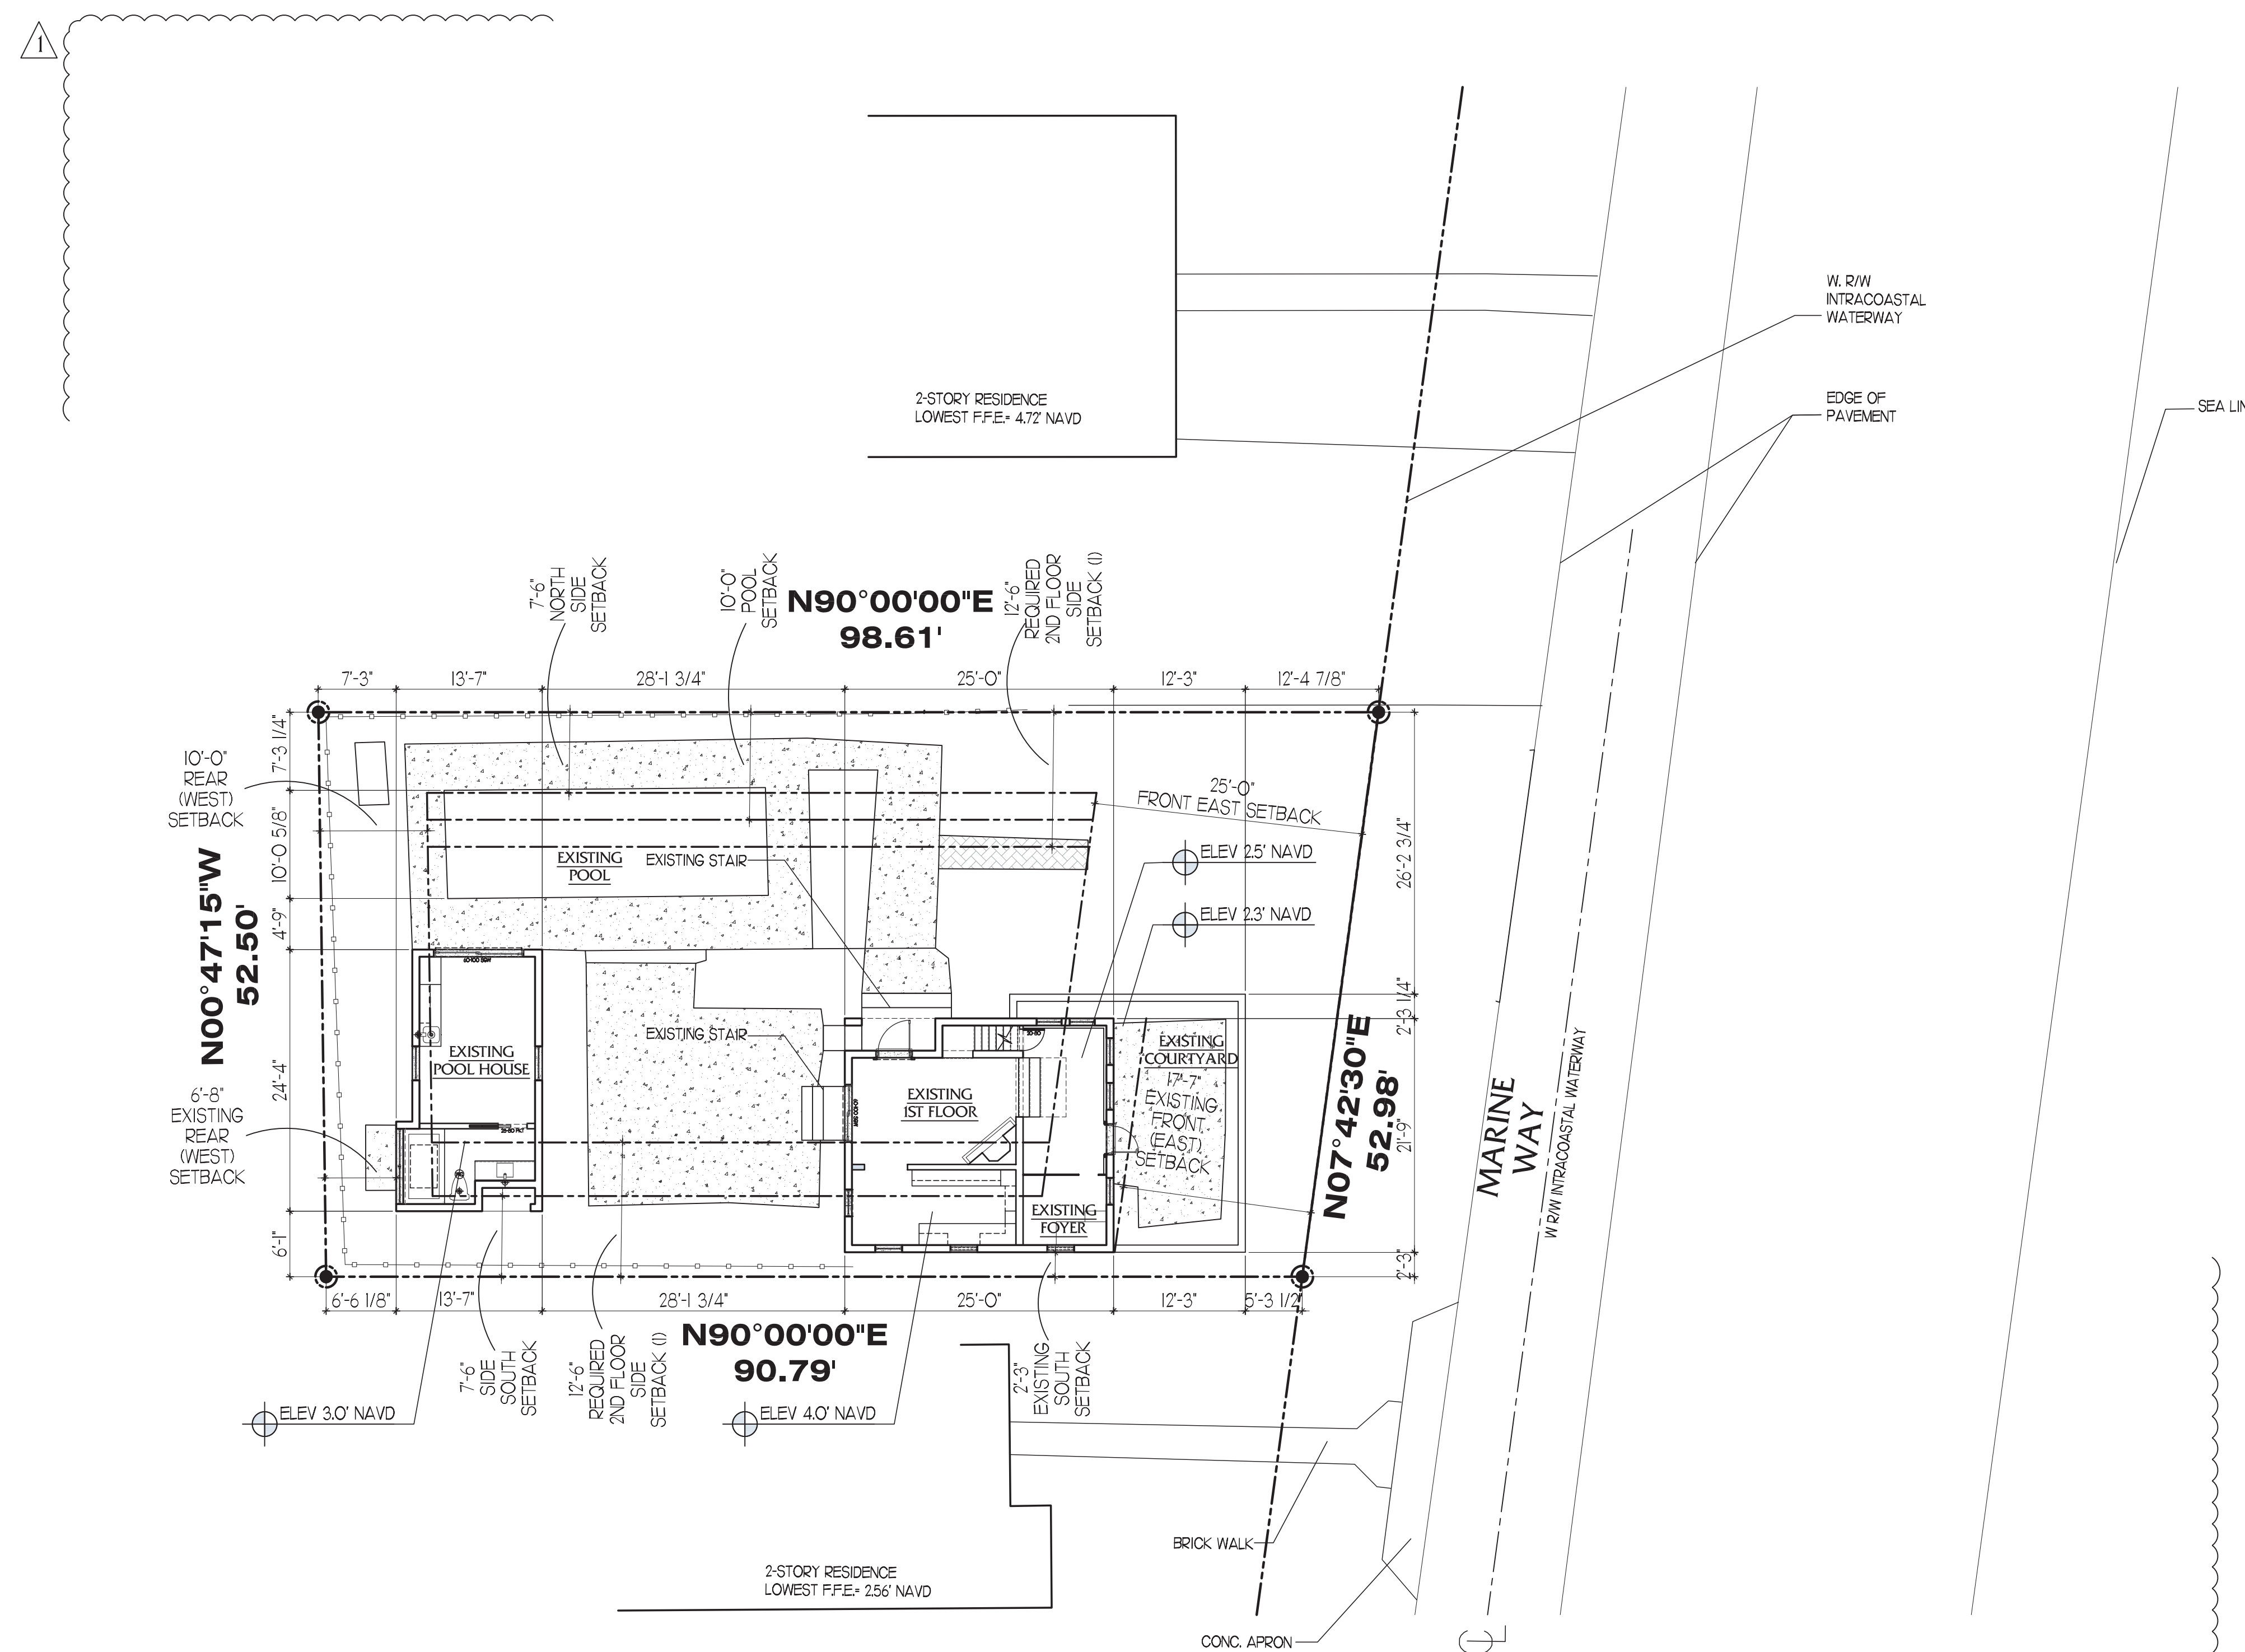 1
W. R/W
INTRACOASTAL
WATERWAY
EDGE OF
PAVEMENT
SEA LIN
2-STORY RESIDENCE
LOWEST F.F.E.= 4.72' NAVD
7'-6"
NORTH
SIDE
SETBACK
10'-0"
POOL
SETBACK
N90°00'00"E
98.61'
12'-6"
REQUIRED
2ND FLOOR
SIDE
SETBACK (1)
7'-3"
13'-7"
28'-1 3/4"
25'-0"
12'-3"
12'-4 7/8"
7'-3 1/4"
10'-0 5/8"
4'-9"
24'-4"
6'-1"
10'-0"
REAR
(WEST)
SETBACK
N00°47'15"W
52.50'
6'-8"
EXISTING
REAR
(WEST)
SETBACK
25'-0"
FRONT EAST SETBACK
ELEV 2.5' NAVD
ELEV 2.3' NAVD
EXISTING
POOL
EXISTING STAIR
EXISTING STAIR
EXISTING
POOL HOUSE
EXISTING
1ST FLOOR
EXISTING
FOYER
EXISTING
COURTYARD
17'-7"
EXISTING
FRONT
(EAST)
SETBACK
26'-2 3/4"
2'-3 1/4"
21'-9"
2'-3"
N07°42'30"E
52.98'
MARINE
WAY
W R/W INTRACOASTAL WATERWAY
6'-6 1/8"
13'-7"
28'-1 3/4"
25'-0"
12'-3"
5'-3 1/2"
N90°00'00"E
90.79'
7'-6"
SIDE
SOUTH
SETBACK
12'-6"
REQUIRED
2ND FLOOR
SIDE
SETBACK (1)
2'-3"
EXISTING
SOUTH
SETBACK
ELEV 3.0' NAVD
ELEV 4.0' NAVD
BRICK WALK
2-STORY RESIDENCE
LOWEST F.F.E.= 2.56' NAVD
CONC. APRON